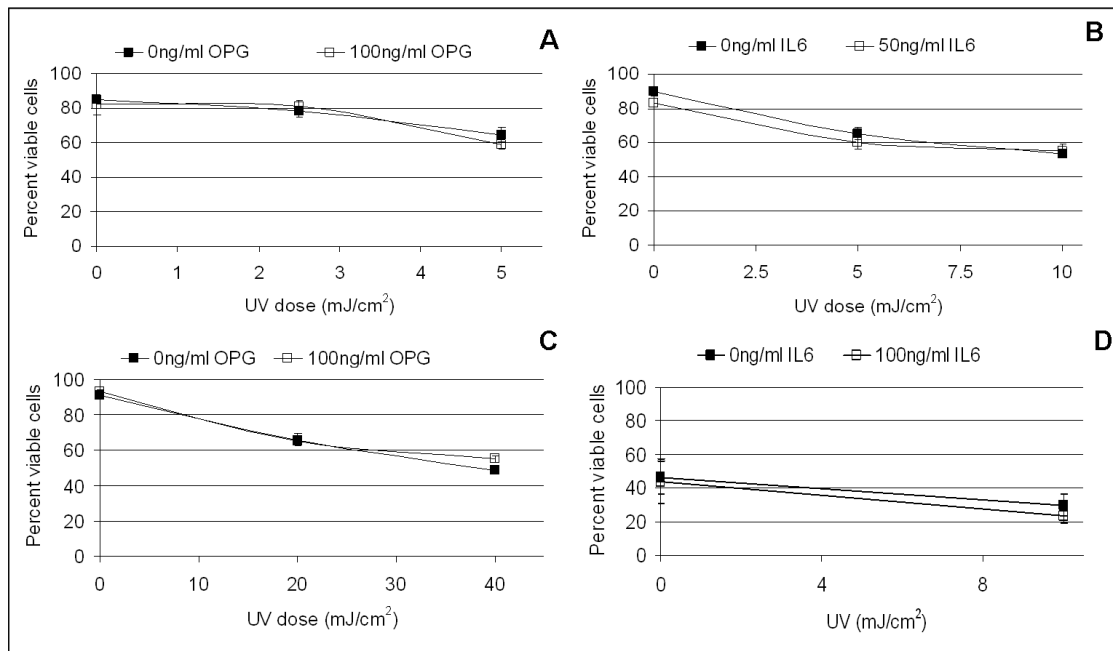 A
0ng/ml OPG 100ng/ml OPG
Percent viable cells
100
80
60
40
20
0
0 1 2 3 4 5
UV dose (mJ/cm²)
B
0ng/ml IL6 50ng/ml IL6
Percent viable cells
100
80
60
40
20
0
0 2.5 5 7.5 10
UV dose (mJ/cm²)
C
0ng/ml OPG 100ng/ml OPG
Percent viable cells
100
80
60
40
20
0
0 10 20 30 40
UV dose (mJ/cm²)
D
0ng/ml IL6 100ng/ml IL6
Percent viable cells
100
80
60
40
20
0
0 4 8
UV (mJ/cm²)